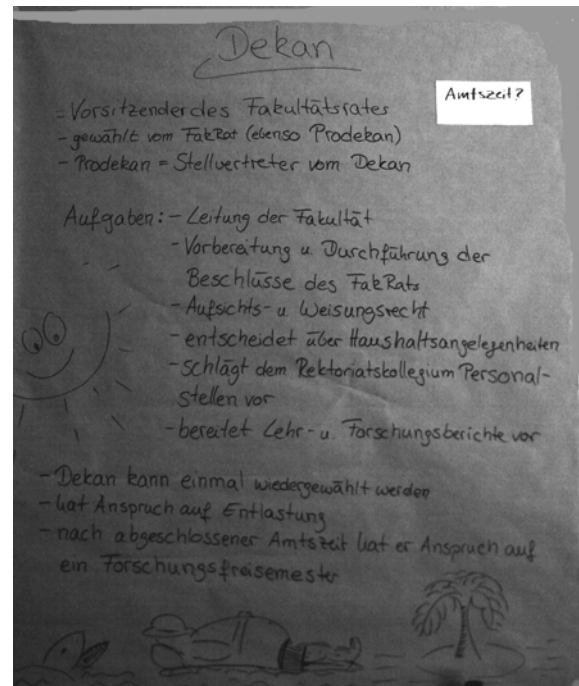 Dekan
Amtszeit?
= Vorsitzender des Fakultätsrates
- gewählt vom FakRat (ebenso Prodekan)
- Prodekan = Stellvertreter vom Dekan
Aufgaben: - Leitung der Fakultät
- Vorbereitung u. Durchführung der
Beschlüsse des FakRats
- Aufsichts- u. Weisungsrecht
- entscheidet über Haushaltsangelegenheiten
- schlägt dem Rektoriatskollegium Personal-
stellen vor
- bereitet Lehr- u. Forschungsberichte vor
- Dekan kann einmal wiedergewählt werden
- hat Anspruch auf Entlastung
- nach abgeschlossener Amtszeit hat er Anspruch auf
ein Forschungsfreisemester